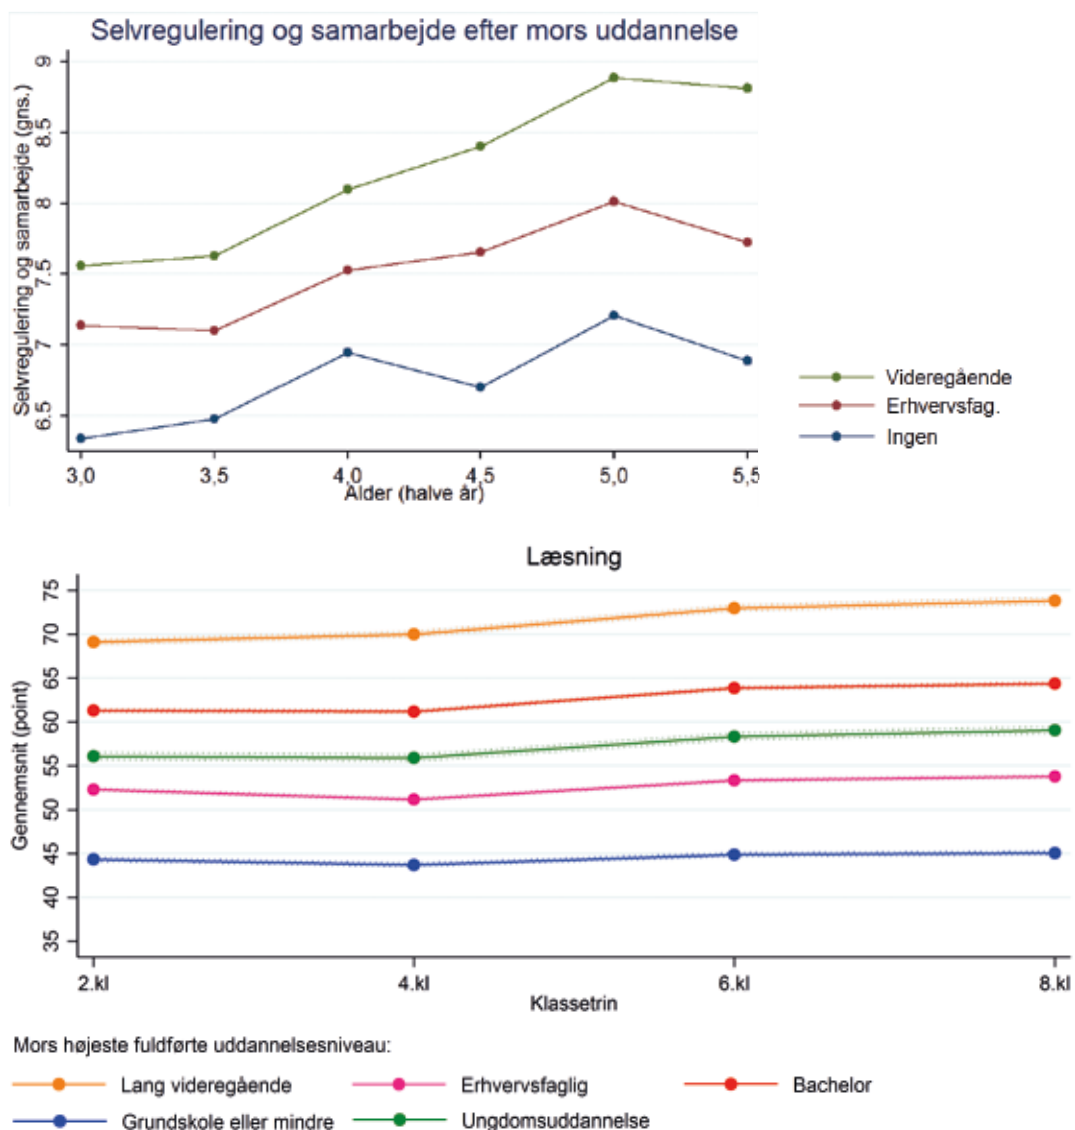 Selvregulering og samarbejde efter mors uddannelse
Selvregulering og samarbejde (gns.)
9
8.5
8
7.5
7
6.5
3,0 3,5 4,0 4,5 5,0 5,5
Alder (halve år)
Videregående
Erhvervsfag.
Ingen
Læsning
Gennemsnit (point)
75
70
65
60
55
50
45
40
35
2.kl 4.kl 6.kl 8.kl
Klassetrin
Mors højeste fuldførte uddannelsesniveau:
Lang videregående Erhvervsfaglig Bachelor
Grundskole eller mindre Ungdomsuddannelse